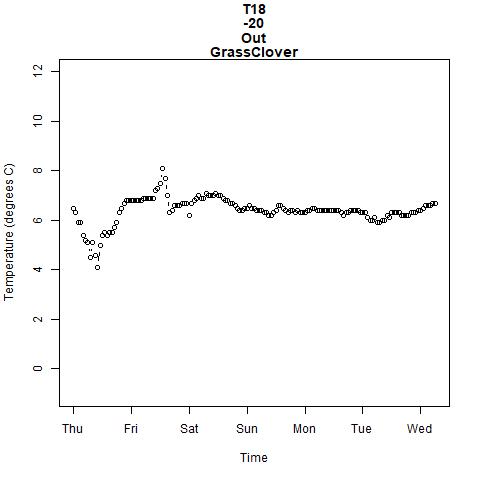 T18
-20
Out
GrassClover
Temperature (degrees C)
12
10
8
6
4
2
0
Thu Fri Sat Sun Mon Tue Wed
Time